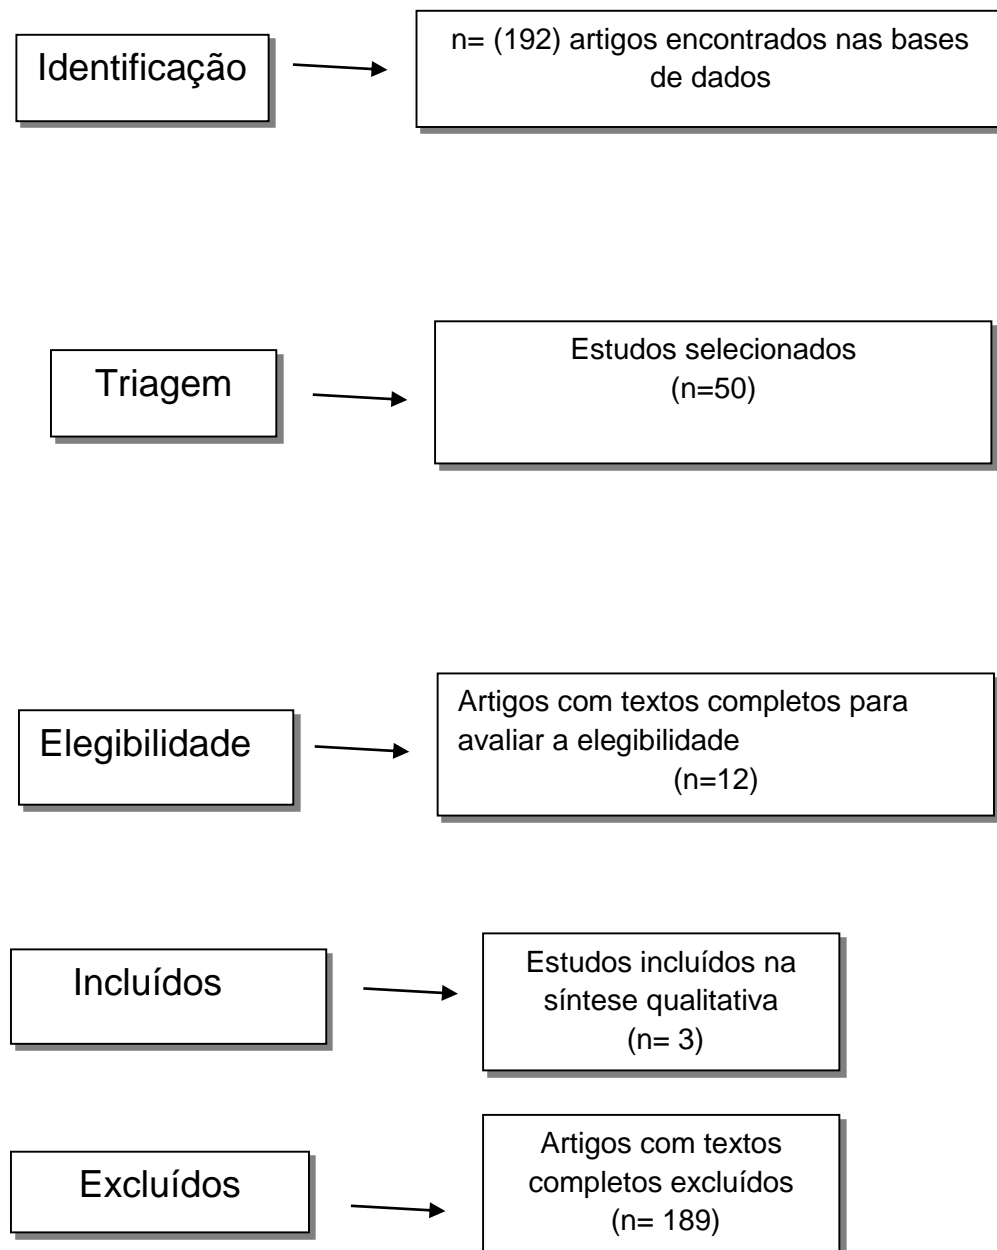 Identificação
n= (192) artigos encontrados nas bases
de dados
Triagem
Estudos selecionados
(n=50)
Elegibilidade
Artigos com textos completos para
avaliar a elegibilidade
(n=12)
Incluídos
Estudos incluídos na
síntese qualitativa
(n= 3)
Excluídos
Artigos com textos
completos excluídos
(n= 189)